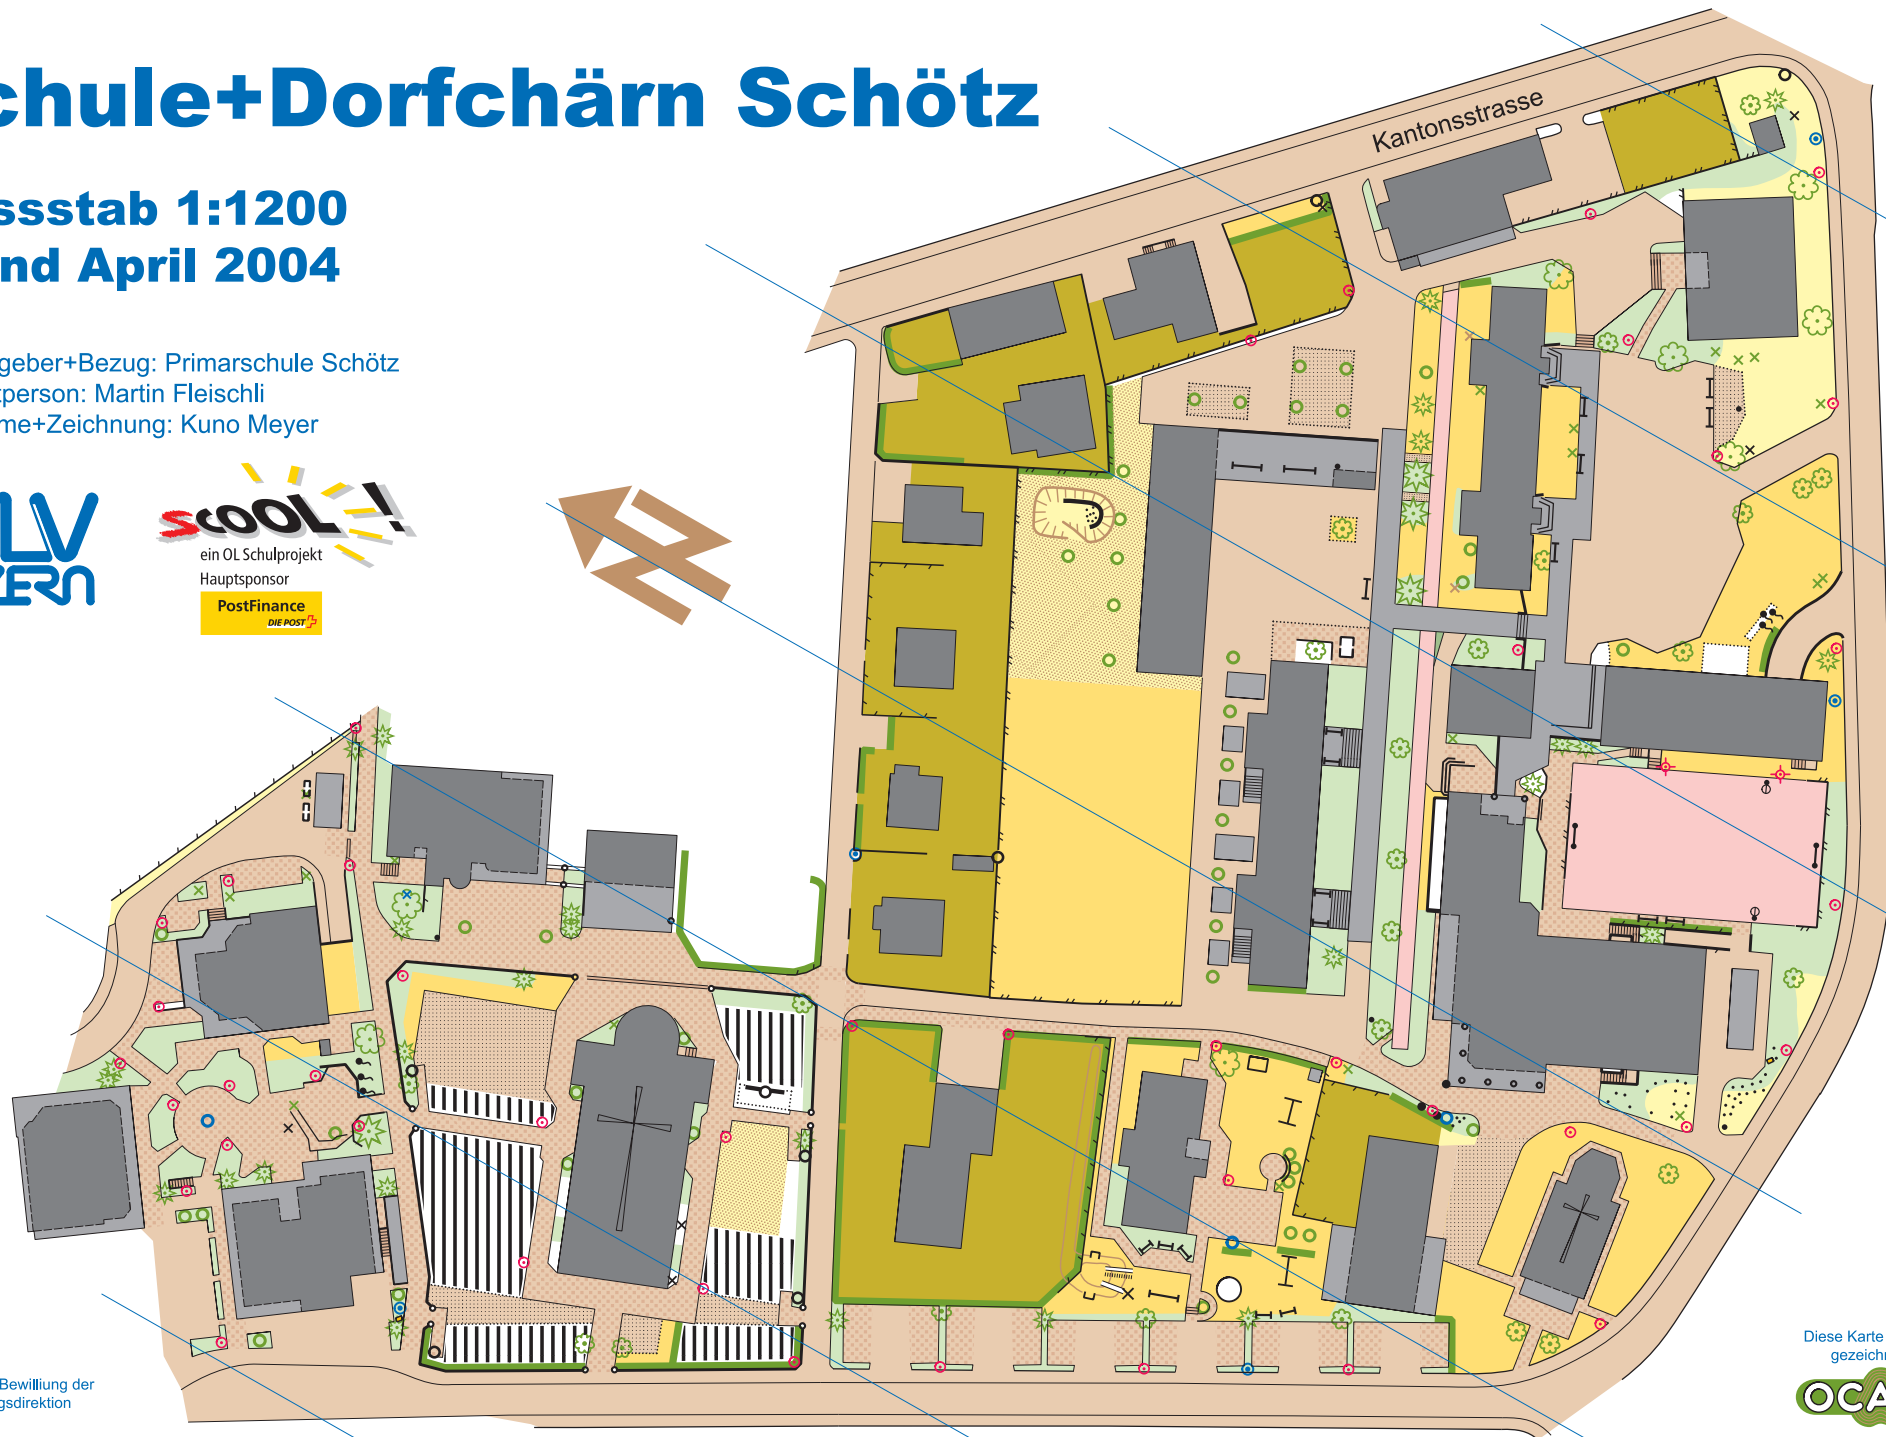 chule+Dorfchärn Schötz
ssstab 1:1200
nd April 2004
geber+Bezug: Primarschule Schötz
tperson: Martin Fleischli
me+Zeichnung: Kuno Meyer
LV
ZERN
scool !
ein OL Schulprojekt
Hauptsponsor
PostFinance
DIE POST
Kantonsstrasse
Bewilliung der
gsdirektion
Diese Karte
gezeichn
OCA